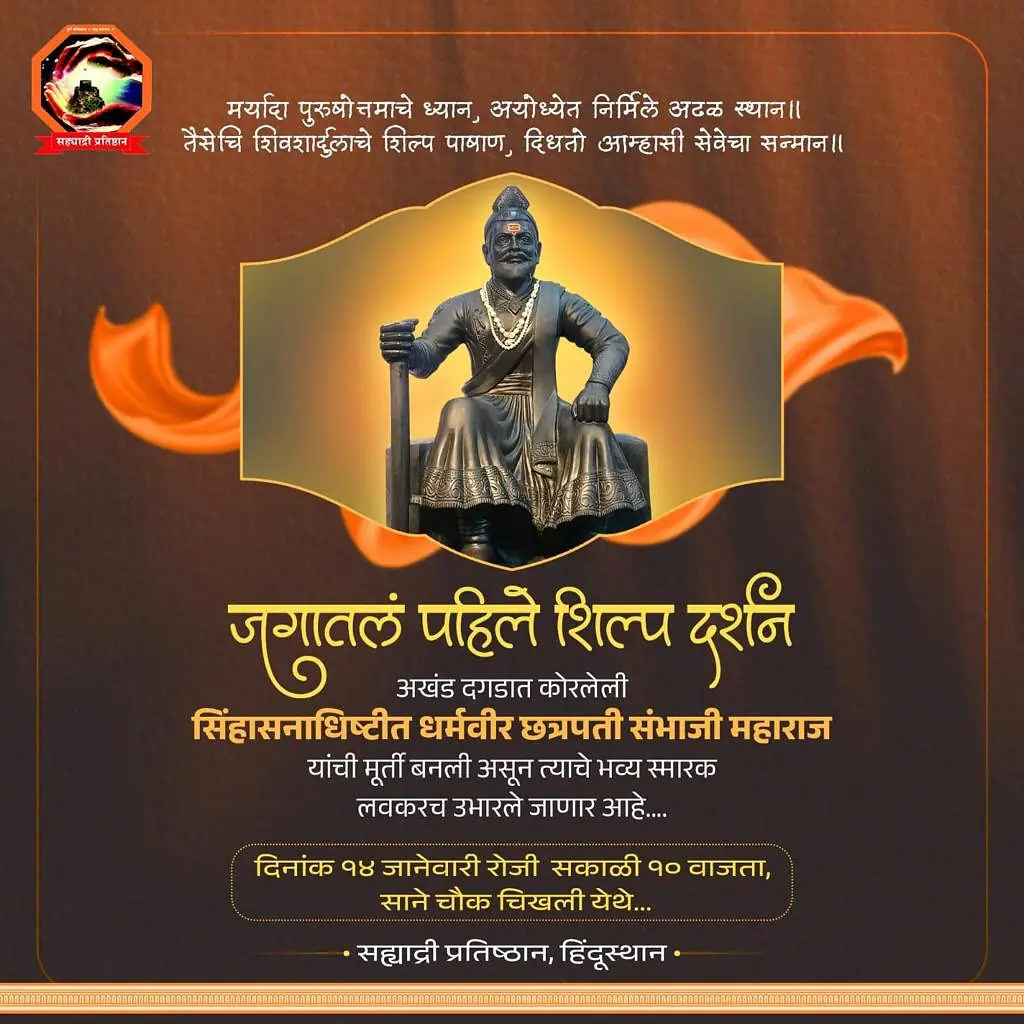 सह्याद्री प्रतिष्ठान
मर्यादा पुरुषोत्तमाचे ध्यान, अयोध्येत निर्मिले अढळ स्थान॥
तैसेचि शिवशार्दुलाचे शिल्प पाषाण, दिधतो आम्हासी सेवेचा सन्मान॥
जगातलं पहिले शिल्प दर्शन
अखंड दगडात कोरलेली
सिंहासनाधिष्टीत धर्मवीर छत्रपती संभाजी महाराज
यांची मूर्ती बनली असून त्याचे भव्य स्मारक
लवकरच उभारले जाणार आहे....
दिनांक १४ जानेवारी रोजी सकाळी १० वाजता,
साने चौक चिखली येथे...
सह्याद्री प्रतिष्ठान, हिंदूस्थान